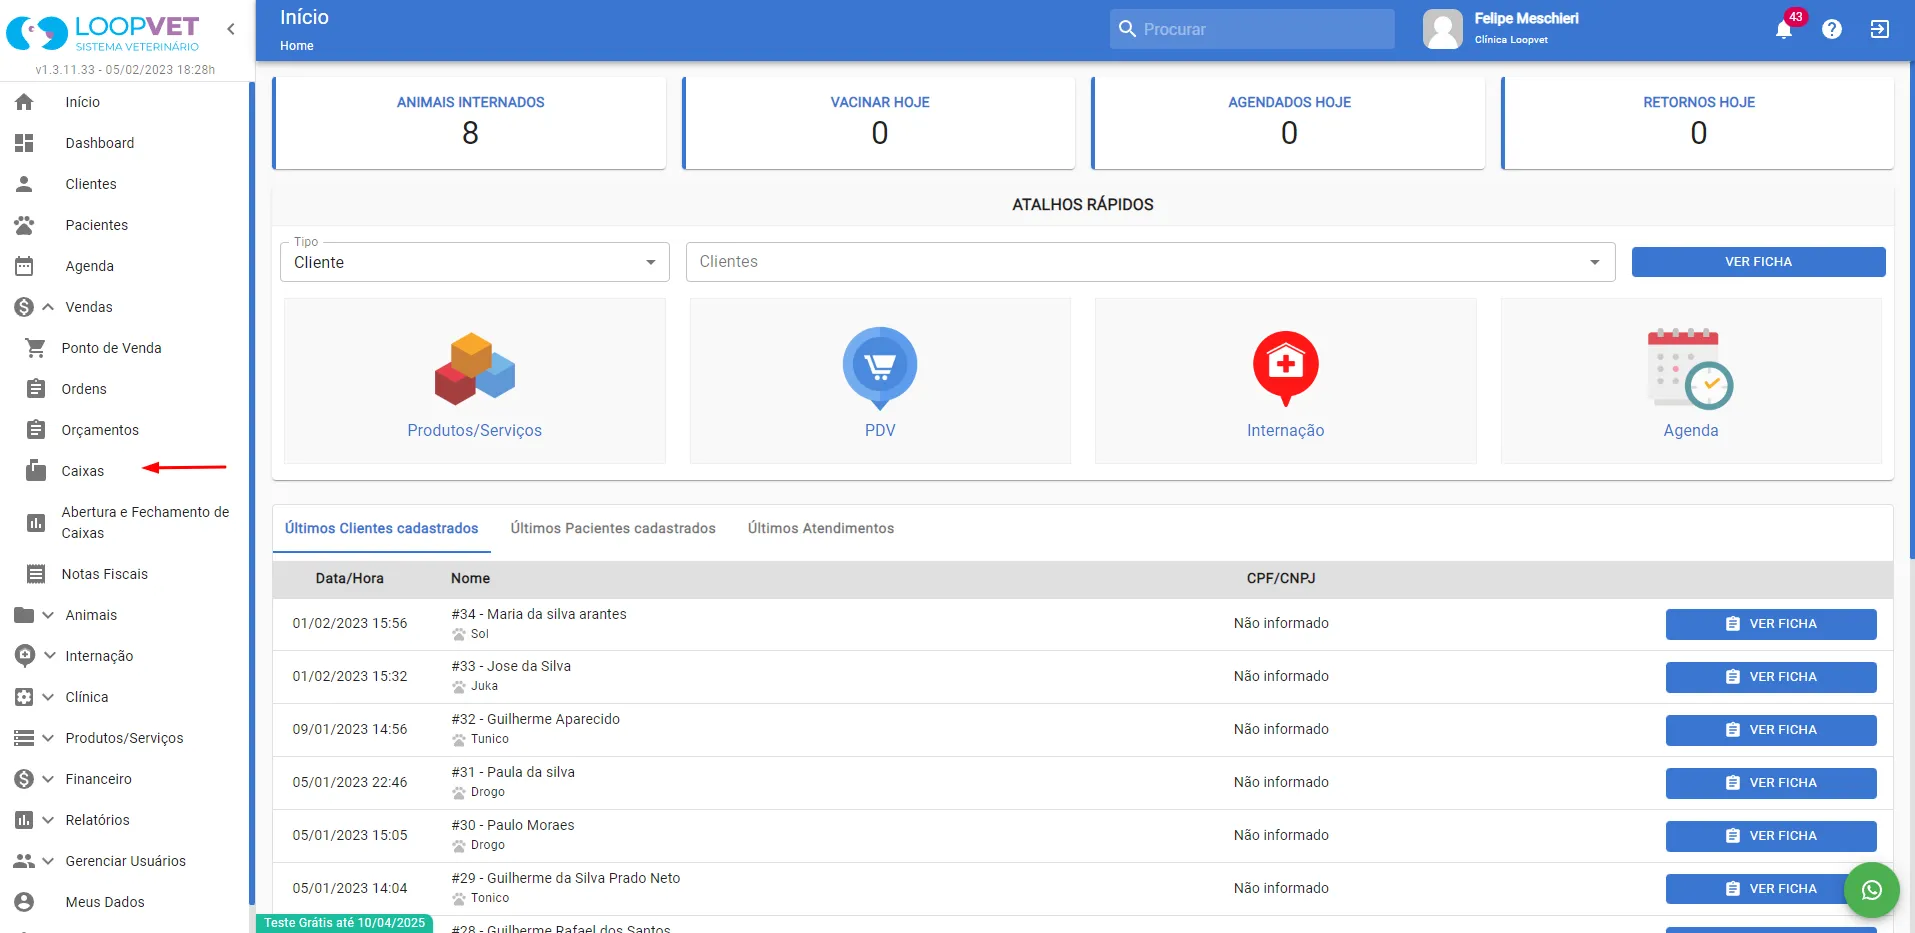 LOOPVET
SISTEMA VETERINÁRIO
v1.3.11.33 - 05/02/2023 18:28h
Início
Dashboard
Clientes
Pacientes
Agenda
Vendas
Ponto de Venda
Ordens
Orçamentos
Caixas
Abertura e Fechamento de
Caixas
Notas Fiscais
Animais
Internação
Clínica
Produtos/Serviços
Financeiro
Relatórios
Gerenciar Usuários
Meus Dados
Início
Home
Procurar
Felipe Meschieri
Clínica Loopvet
43
ANIMAIS INTERNADOS
8
VACINAR HOJE
0
AGENDADOS HOJE
0
RETORNOS HOJE
0
ATALHOS RÁPIDOS
Tipo
Cliente
Clientes
VER FICHA
Produtos/Serviços
PDV
Internação
Agenda
Últimos Clientes cadastrados
Últimos Pacientes cadastrados
Últimos Atendimentos
Data/Hora Nome CPF/CNPJ
01/02/2023 15:56 #34 - Maria da silva arantes Não informado VER FICHA
Sol
01/02/2023 15:32 #33 - Jose da Silva Não informado VER FICHA
Juka
09/01/2023 14:56 #32 - Guilherme Aparecido Não informado VER FICHA
Tunico
05/01/2023 22:46 #31 - Paula da silva Não informado VER FICHA
Drogo
05/01/2023 15:05 #30 - Paulo Moraes Não informado VER FICHA
Drogo
05/01/2023 14:04 #29 - Guilherme da Silva Prado Neto Não informado VER FICHA
Tonico
#28 - Guilherme Rafael dos Santos
Teste Grátis até 10/04/2025